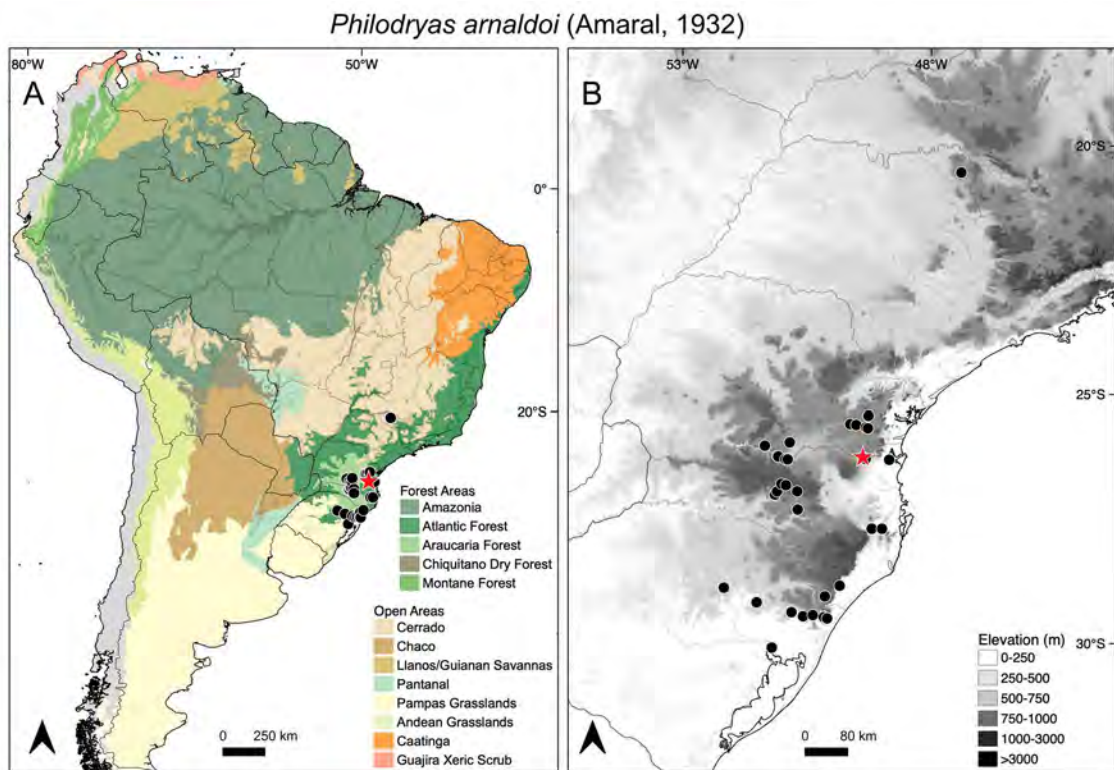 Philodryas arnaldoi (Amaral, 1932)
A
80°W
50°W
0°
20°S
Forest Areas
Amazonia
Atlantic Forest
Araucaria Forest
Chiquitano Dry Forest
Montane Forest
Open Areas
Cerrado
Chaco
Llanos/Guianan Savannas
Pantanal
Pampas Grasslands
Andean Grasslands
Caatinga
Guajira Xeric Scrub
0 250 km
B
53°W
48°W
20°S
25°S
30°S
Elevation (m)
0-250
250-500
500-750
750-1000
1000-3000
>3000
0 80 km